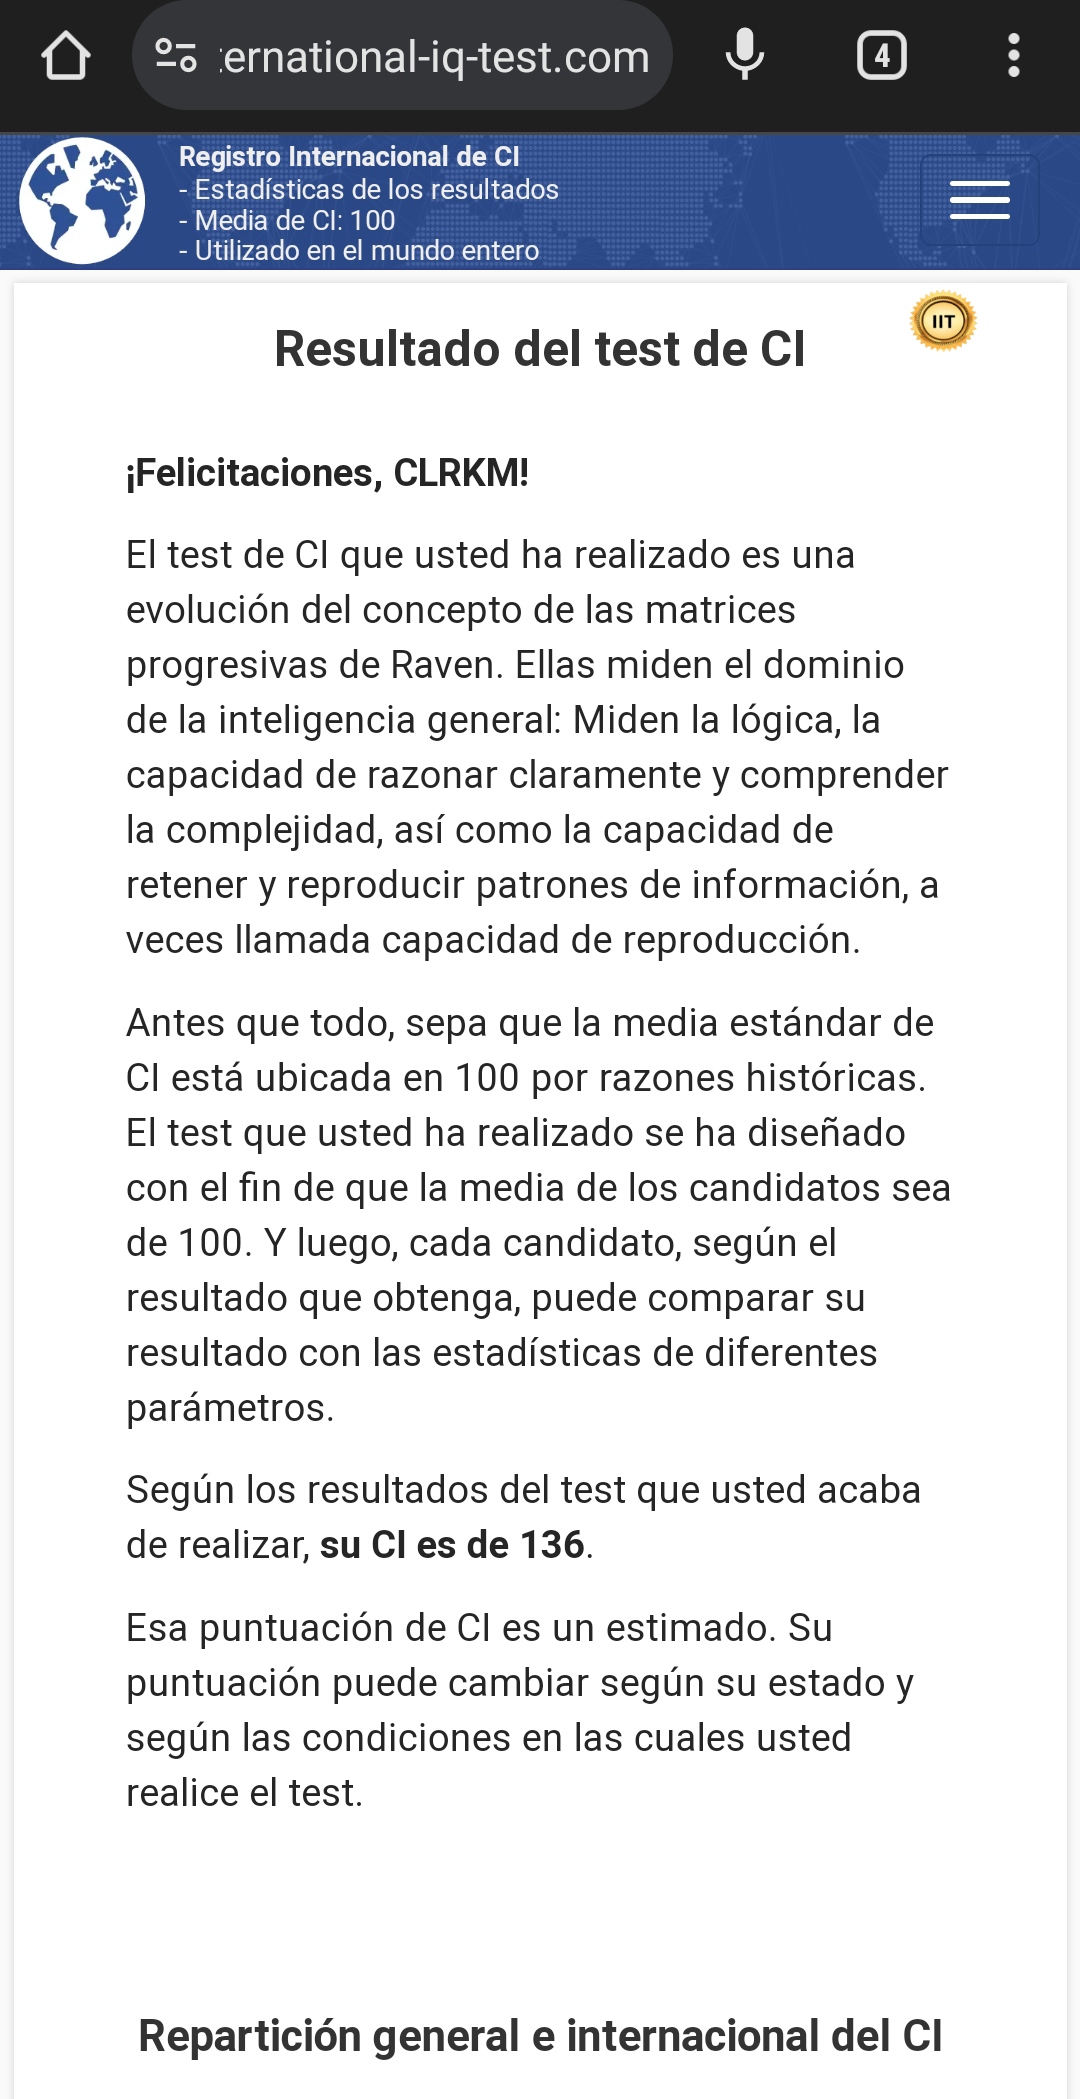 ernational-iq-test.com
4
Registro Internacional de CI
- Estadísticas de los resultados
- Media de CI: 100
- Utilizado en el mundo entero
IIT
Resultado del test de CI
¡Felicitaciones, CLRKM!
El test de CI que usted ha realizado es una
evolución del concepto de las matrices
progresivas de Raven. Ellas miden el dominio
de la inteligencia general: Miden la lógica, la
capacidad de razonar claramente y comprender
la complejidad, así como la capacidad de
retener y reproducir patrones de información, a
veces llamada capacidad de reproducción.
Antes que todo, sepa que la media estándar de
CI está ubicada en 100 por razones históricas.
El test que usted ha realizado se ha diseñado
con el fin de que la media de los candidatos sea
de 100. Y luego, cada candidato, según el
resultado que obtenga, puede comparar su
resultado con las estadísticas de diferentes
parámetros.
Según los resultados del test que usted acaba
de realizar, su CI es de 136.
Esa puntuación de CI es un estimado. Su
puntuación puede cambiar según su estado y
según las condiciones en las cuales usted
realice el test.
Repartición general e internacional del CI